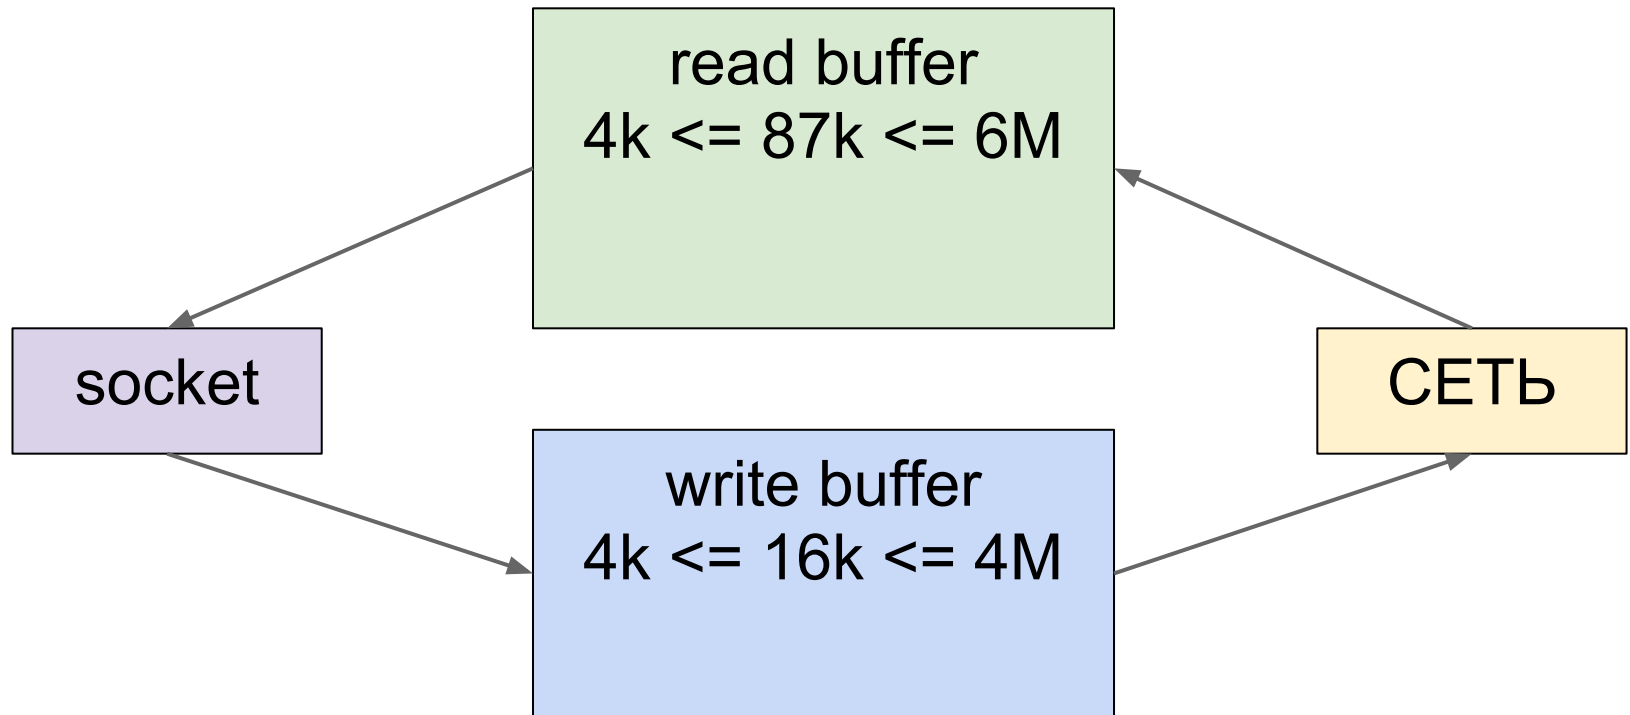 read buffer
4k <= 87k <= 6M
socket
СЕТЬ
write buffer
4k <= 16k <= 4M